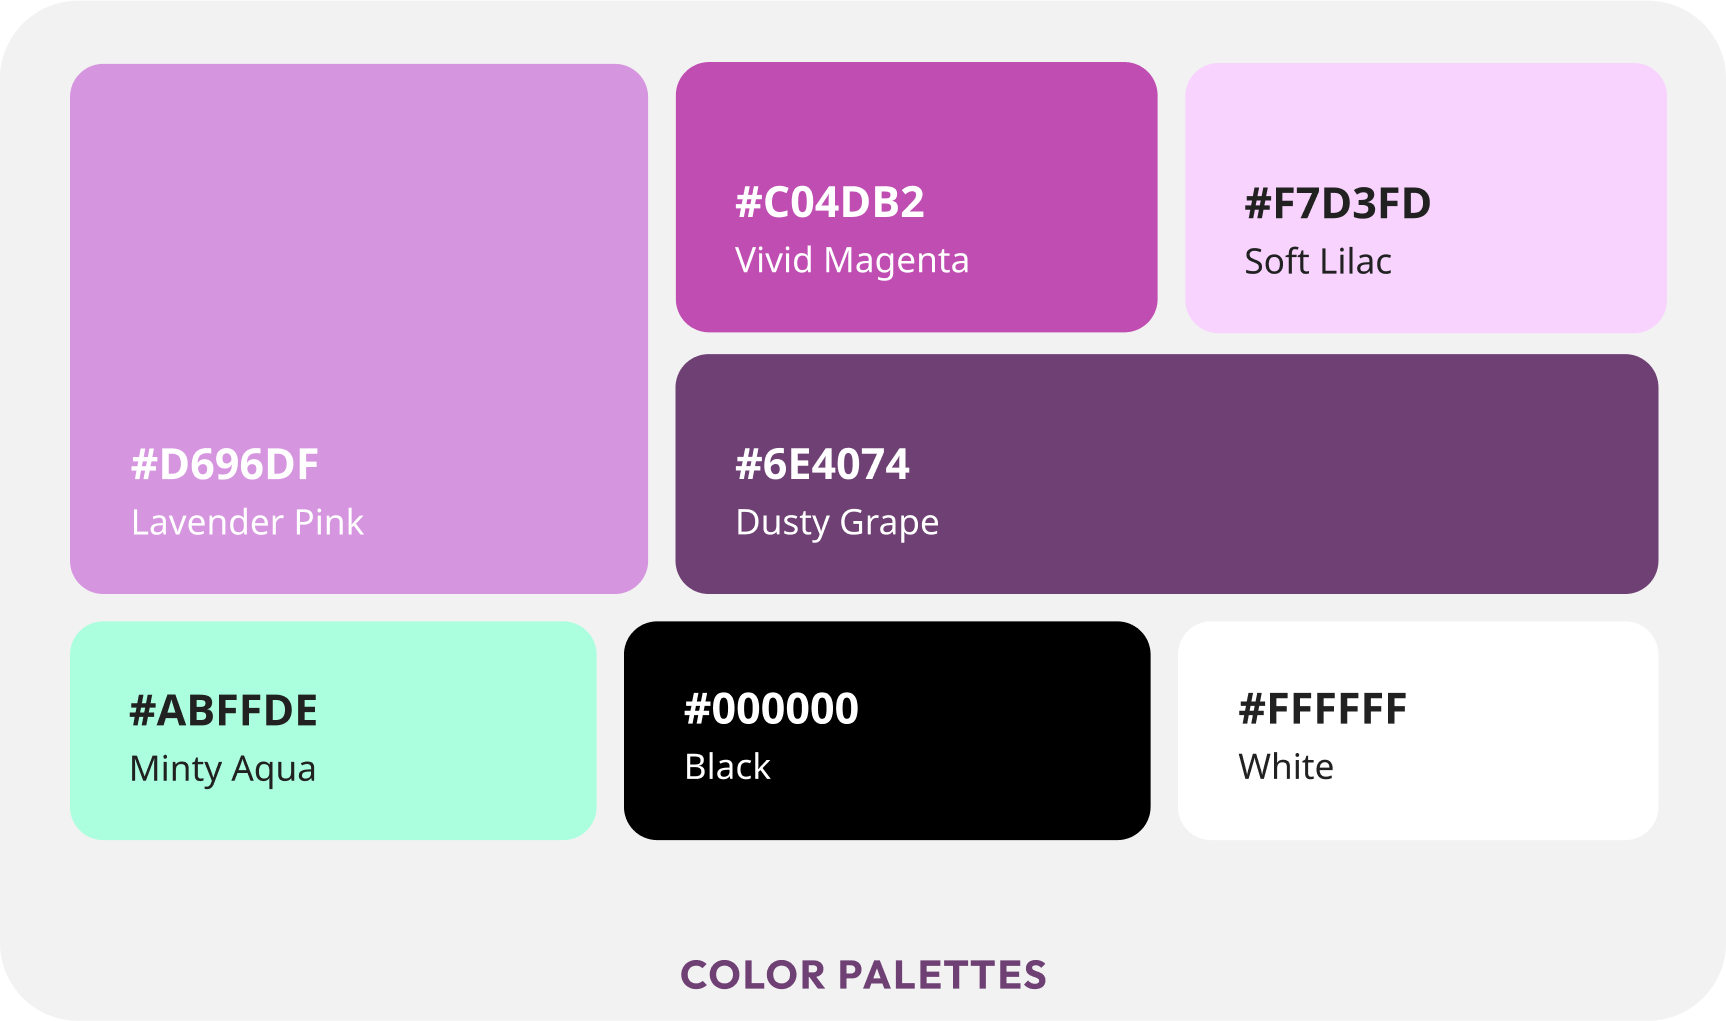 #D696DF
Lavender Pink
#C04DB2
Vivid Magenta
#F7D3FD
Soft Lilac
#6E4074
Dusty Grape
#ABFFDE
Minty Aqua
#000000
Black
#FFFFFF
White
COLOR PALETTES